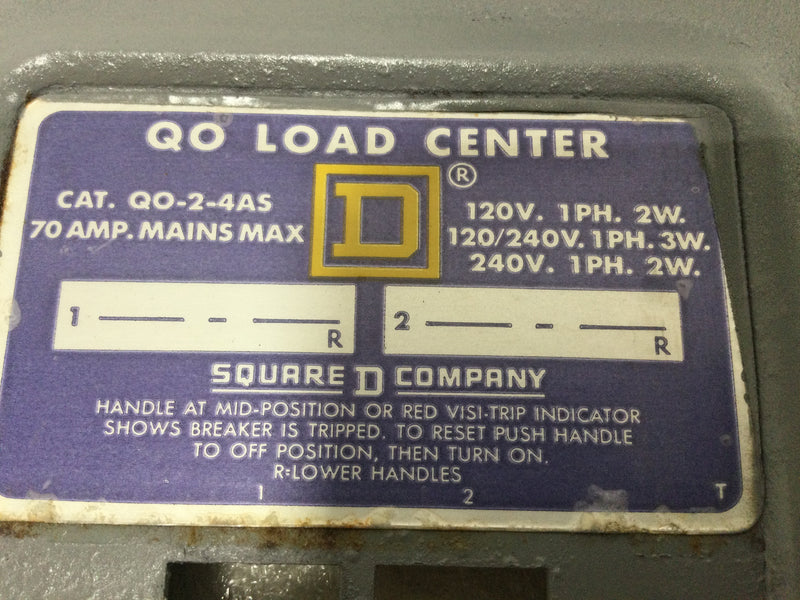 QO LOAD CENTER
D ®
CAT. QO-2-4AS
70 AMP. MAINS MAX
120V. 1PH. 2W.
120/240V. 1PH. 3W.
240V. 1PH. 2W.
1 ——— - ——— R
2 ——— - ——— R
SQUARE D COMPANY
HANDLE AT MID-POSITION OR RED VISI-TRIP INDICATOR
SHOWS BREAKER IS TRIPPED. TO RESET PUSH HANDLE
TO OFF POSITION, THEN TURN ON.
R:LOWER HANDLES
1 2 T